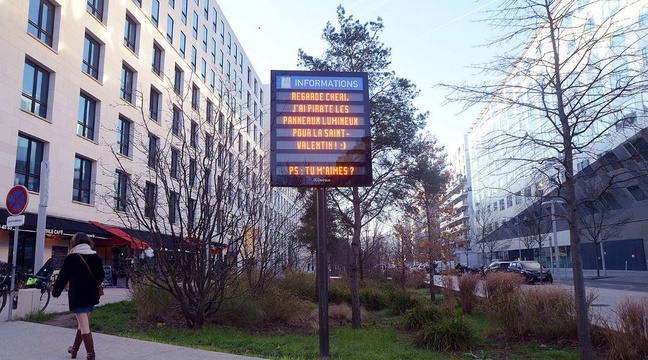 INFORMATIONS
REGARDE CHERI,
J'AI PIRATE LES
PANNEAUX LUMINEUX
POUR LA SAINT-
VALENTIN ! :)
PS : TU M'AIMES ?